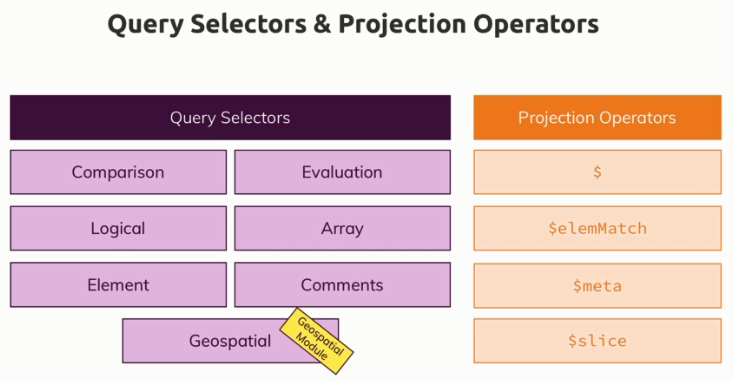 Query Selectors & Projection Operators
Query Selectors
Projection Operators
Comparison
Evaluation
$
Logical
Array
$elemMatch
Element
Comments
$meta
Geospatial
Geospatial
Module
$slice